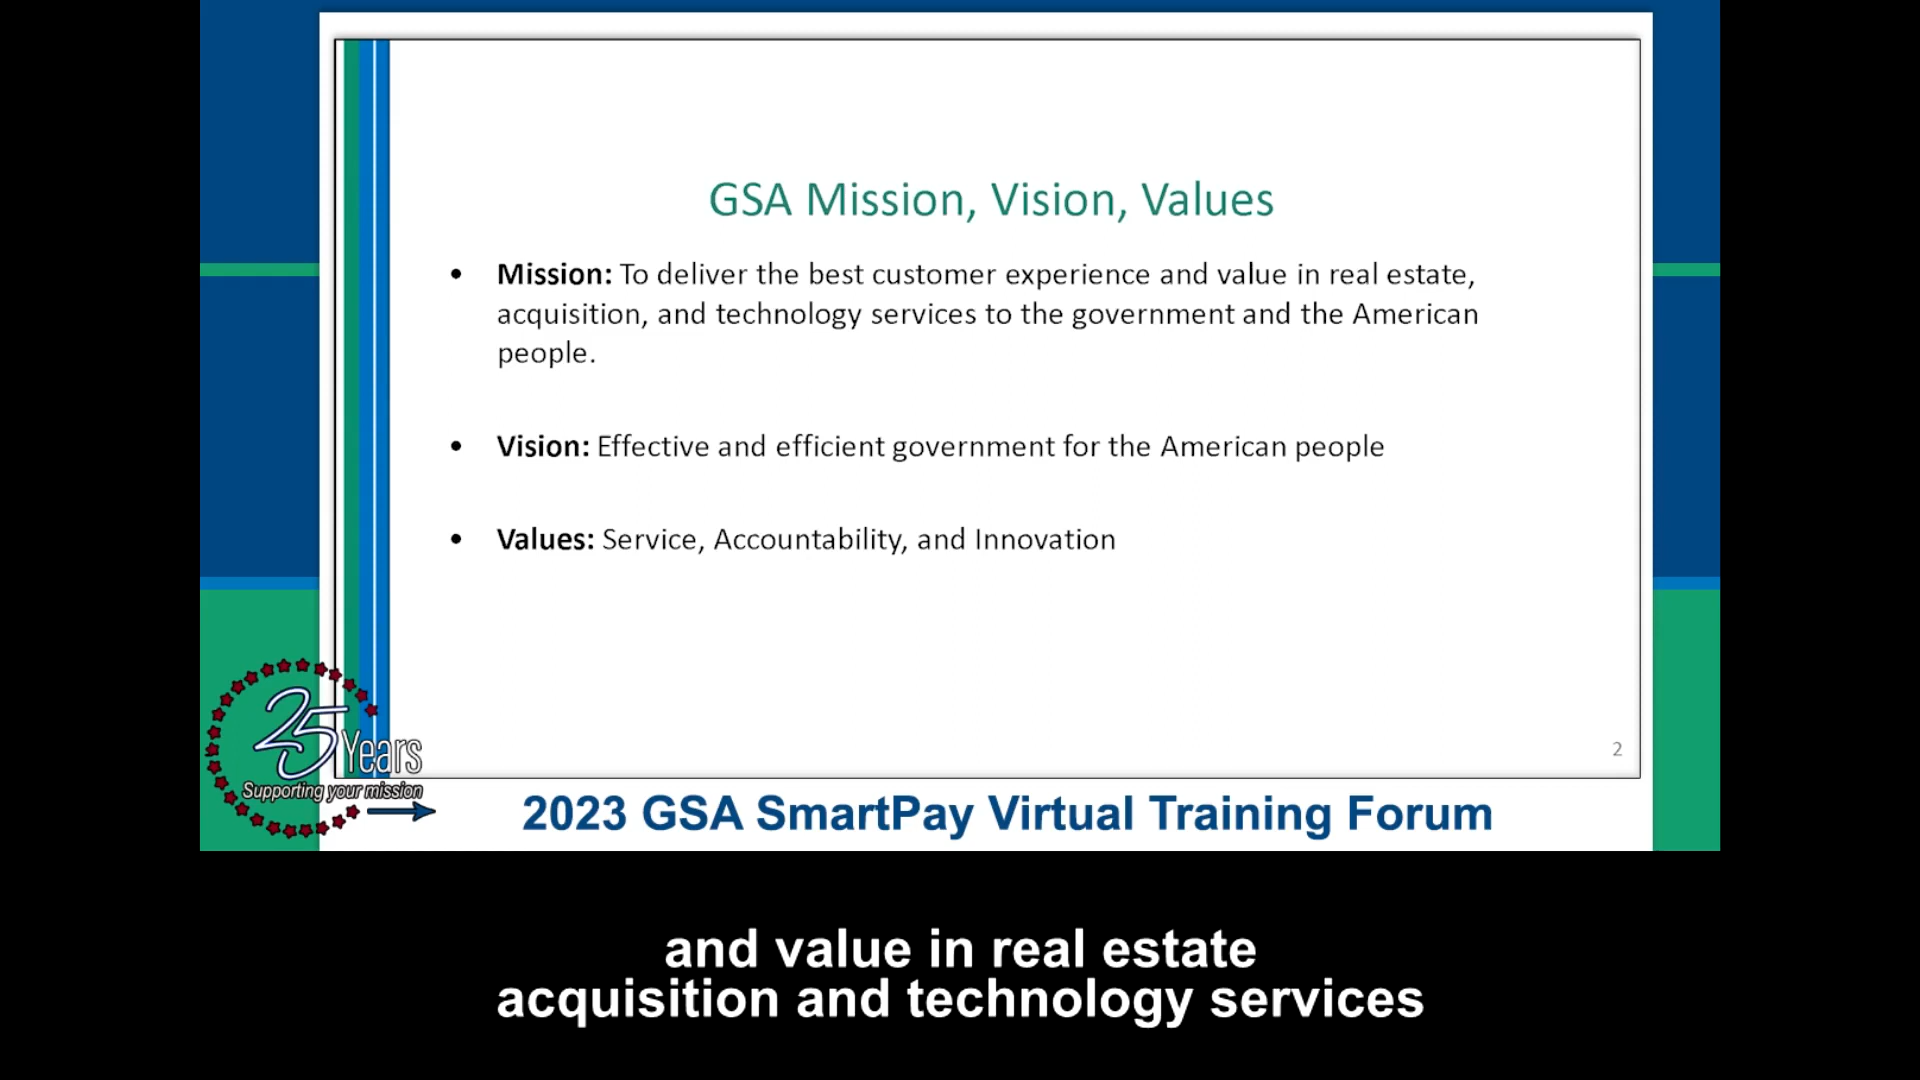 GSA Mission, Vision, Values
• Mission: To deliver the best customer experience and value in real estate,
acquisition, and technology services to the government and the American
people.
• Vision: Effective and efficient government for the American people
• Values: Service, Accountability, and Innovation
2
25 Years
Supporting your mission
2023 GSA SmartPay Virtual Training Forum
and value in real estate
acquisition and technology services